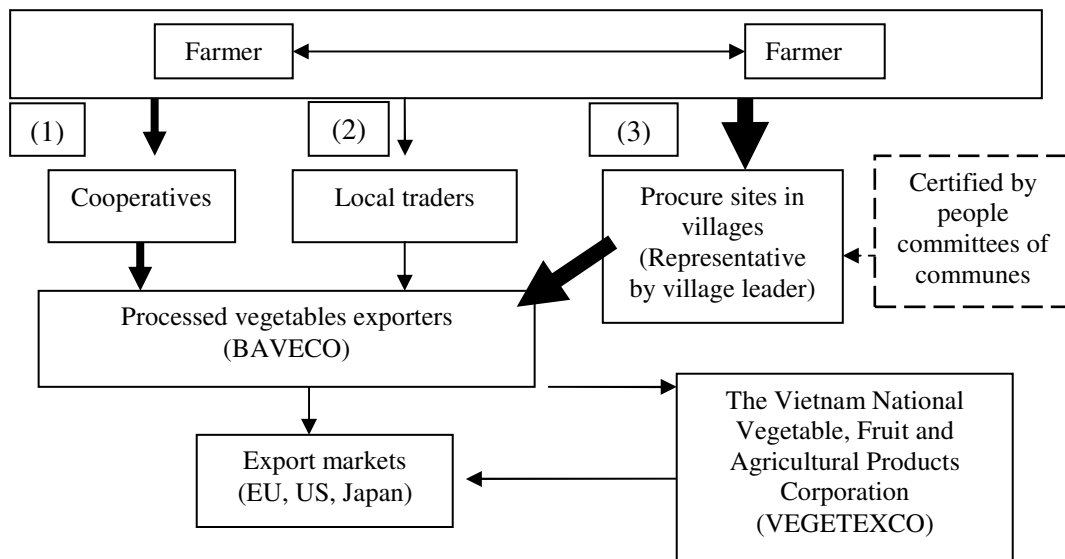 Farmer
Farmer
(1)
(2)
(3)
Cooperatives
Local traders
Procure sites in
villages
(Representative
by village leader)
Certified by
people
committees of
communes
Processed vegetables exporters
(BAVECO)
Export markets
(EU, US, Japan)
The Vietnam National
Vegetable, Fruit and
Agricultural Products
Corporation
(VEGETEXCO)